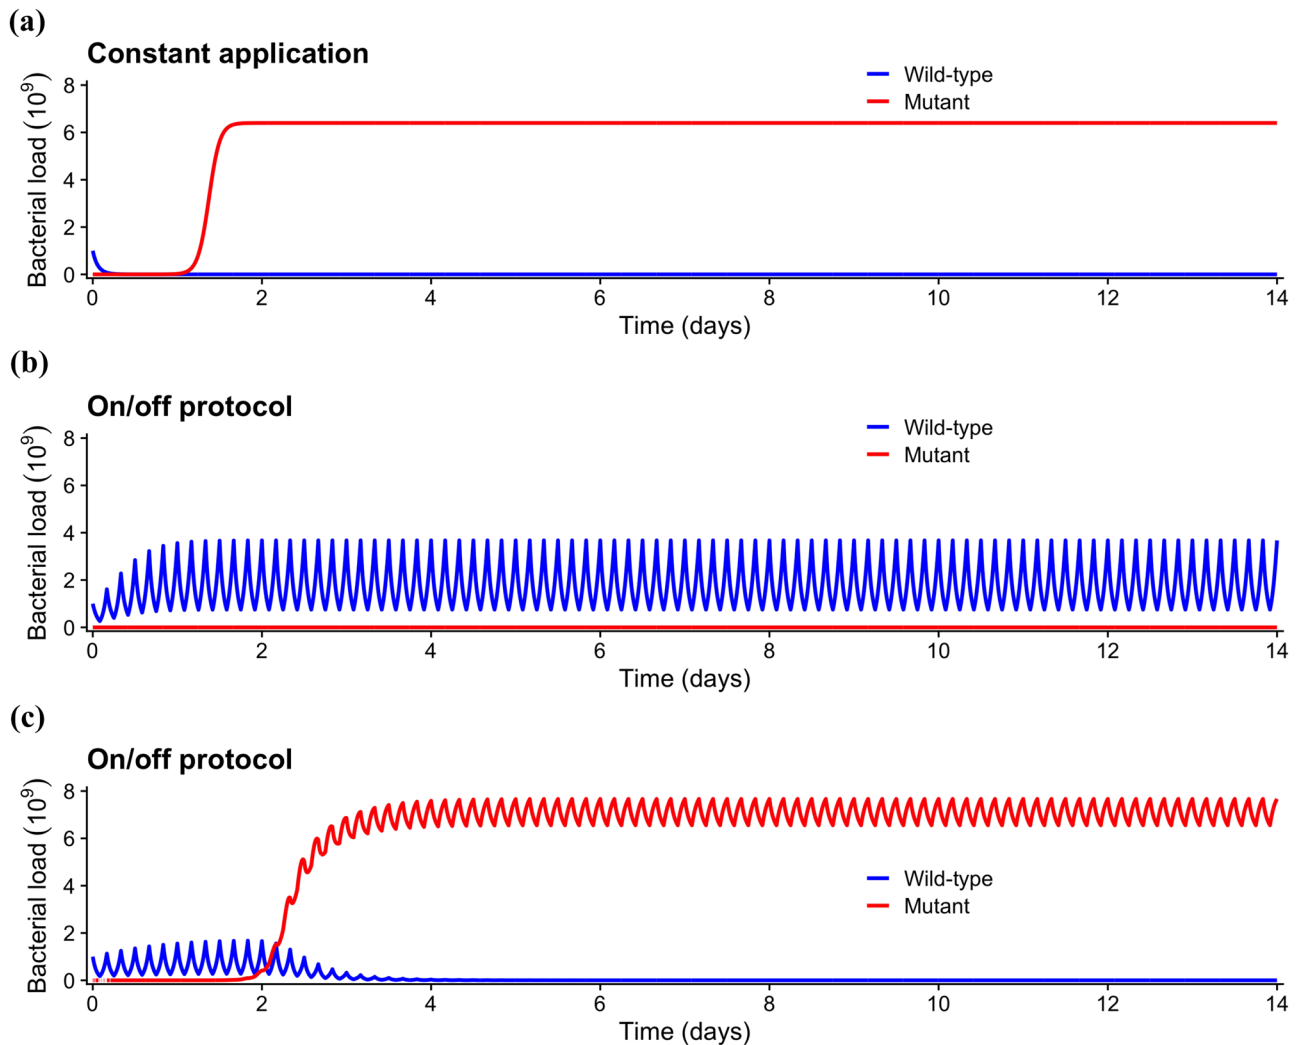 (a)
Constant application
Wild-type
Mutant
Bacterial load (10⁹)
8
6
4
2
0
0 2 4 6 8 10 12 14
Time (days)
(b)
On/off protocol
Wild-type
Mutant
Bacterial load (10⁹)
8
6
4
2
0
0 2 4 6 8 10 12 14
Time (days)
(c)
On/off protocol
Bacterial load (10⁹)
8
6
4
2
0
Wild-type
Mutant
0 2 4 6 8 10 12 14
Time (days)